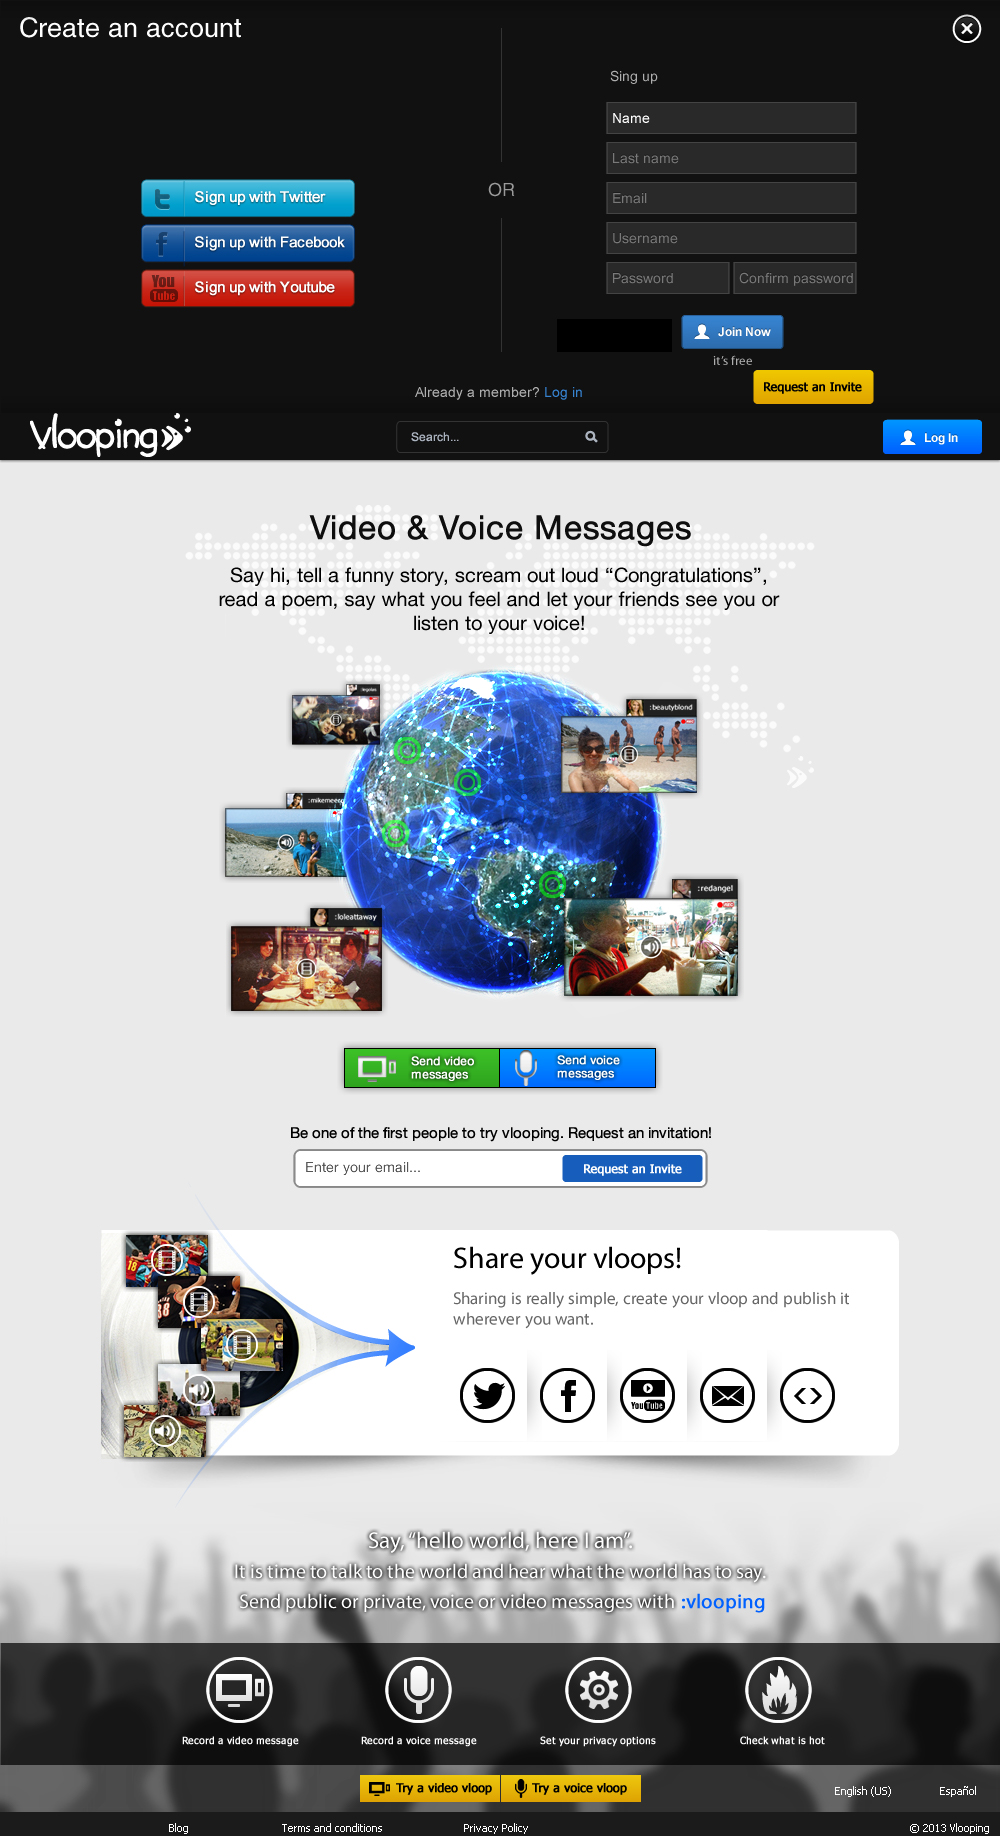 Create an account
Sing up
Name
Last name
Email
Username
Password Confirm password
Sign up with Twitter
Sign up with Facebook
You Tube Sign up with Youtube
OR
Join Now
it's free
Request an Invite
Already a member? Log in
Vlooping
Search...
Log In
Video & Voice Messages
Say hi, tell a funny story, scream out loud “Congratulations”,
read a poem, say what you feel and let your friends see you or
listen to your voice!
:beautyblond
:redangel
:loleattaway
Send video
messages
Send voice
messages
Be one of the first people to try vlooping. Request an invitation!
Enter your email...
Request an Invite
Share your vloops!
Sharing is really simple, create your vloop and publish it
wherever you want.
You Tube
Say, “hello world, here I am”.
It is time to talk to the world and hear what the world has to say.
Send public or private, voice or video messages with :vlooping
Record a video message
Record a voice message
Set your privacy options
Check what is hot
Try a video vloop
Try a voice vloop
English (US)
Español
Blog
Terms and conditions
Privacy Policy
© 2013 Vlooping